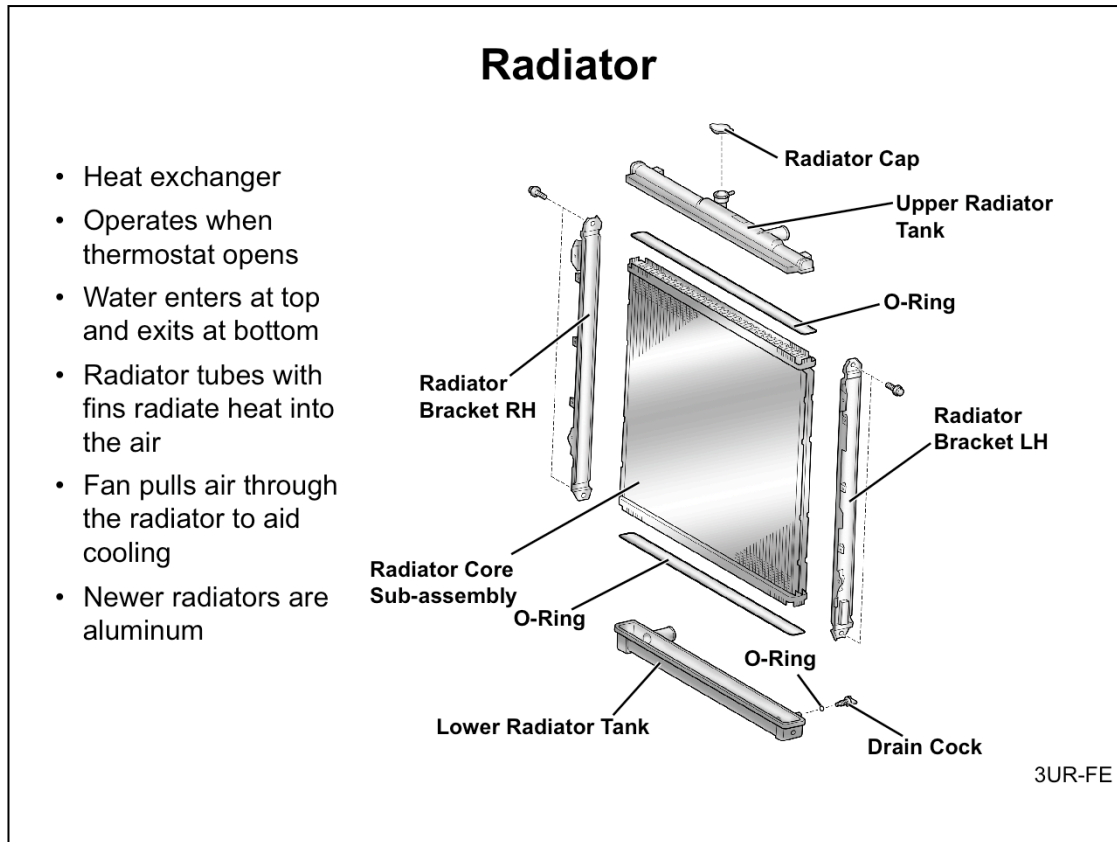 Radiator
• Heat exchanger
• Operates when
thermostat opens
• Water enters at top
and exits at bottom
• Radiator tubes with
fins radiate heat into
the air
• Fan pulls air through
the radiator to aid
cooling
• Newer radiators are
aluminum
Radiator Cap
Upper Radiator
Tank
O-Ring
Radiator
Bracket RH
Radiator
Bracket LH
Radiator Core
Sub-assembly
O-Ring
O-Ring
Lower Radiator Tank
Drain Cock
3UR-FE